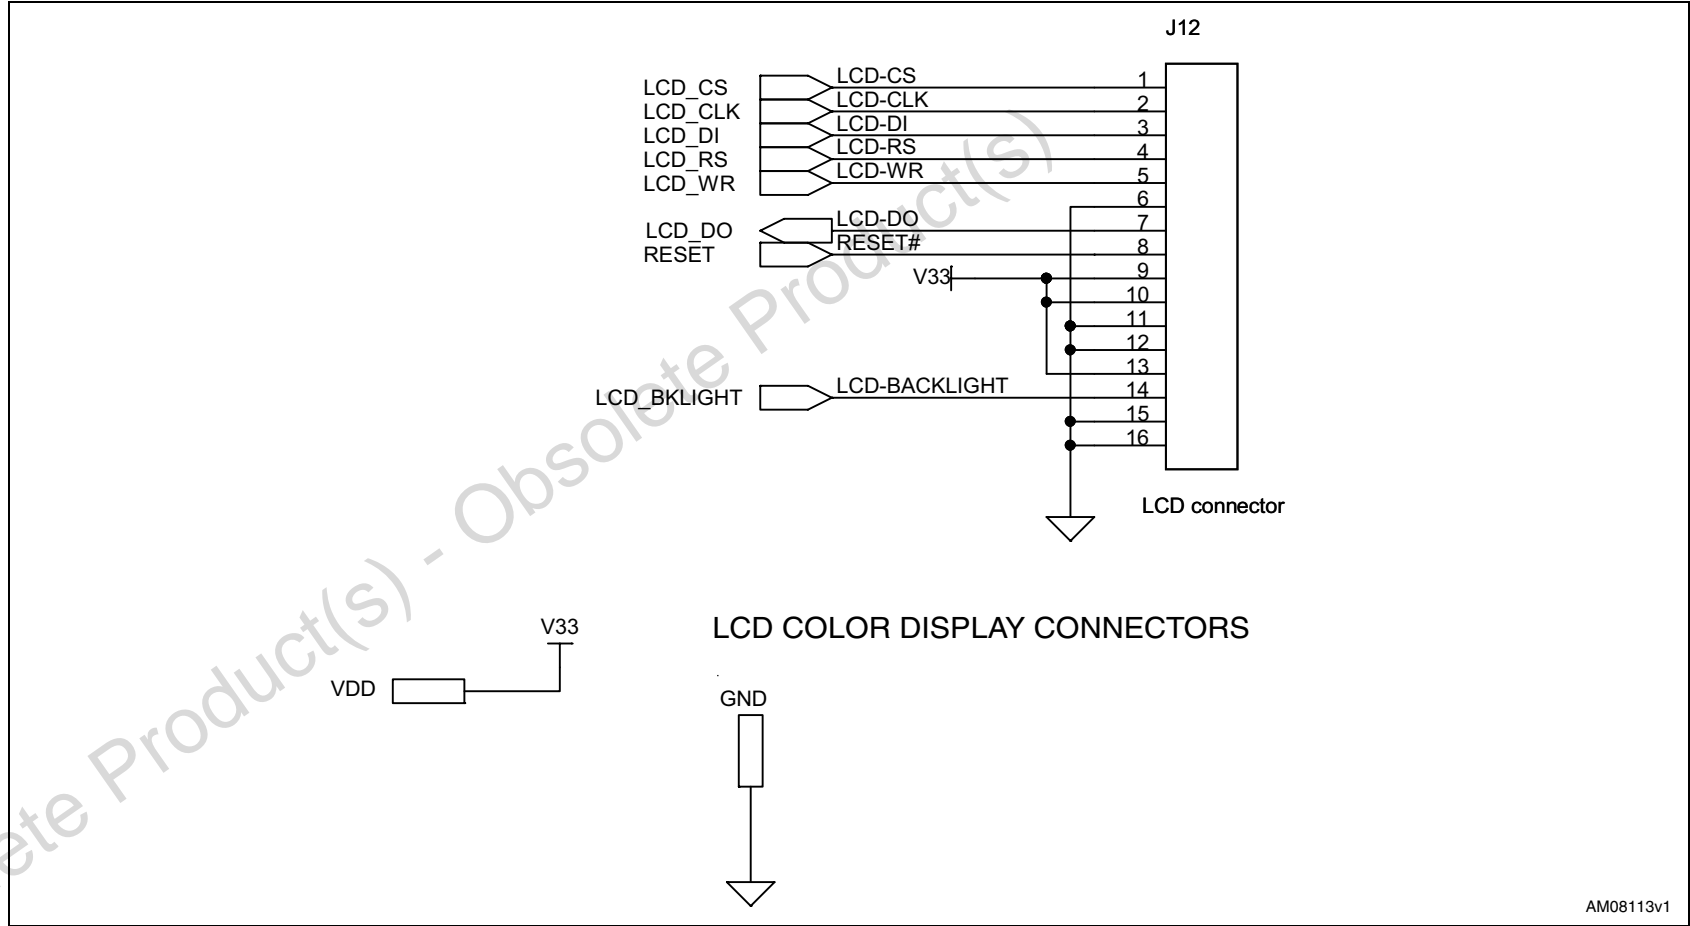 J12
LCD_CS LCD-CS 1
LCD_CLK LCD-CLK 2
LCD_DI LCD-DI 3
LCD_RS LCD-RS 4
LCD_WR LCD-WR 5
6
LCD_DO LCD-DO 7
RESET RESET# 8
V33 9
10
11
12
13
LCD_BKLIGHT LCD-BACKLIGHT 14
15
16
LCD connector
LCD COLOR DISPLAY CONNECTORS
V33
VDD
GND
AM08113v1
ete Product(s) - Obsolete Product(s)